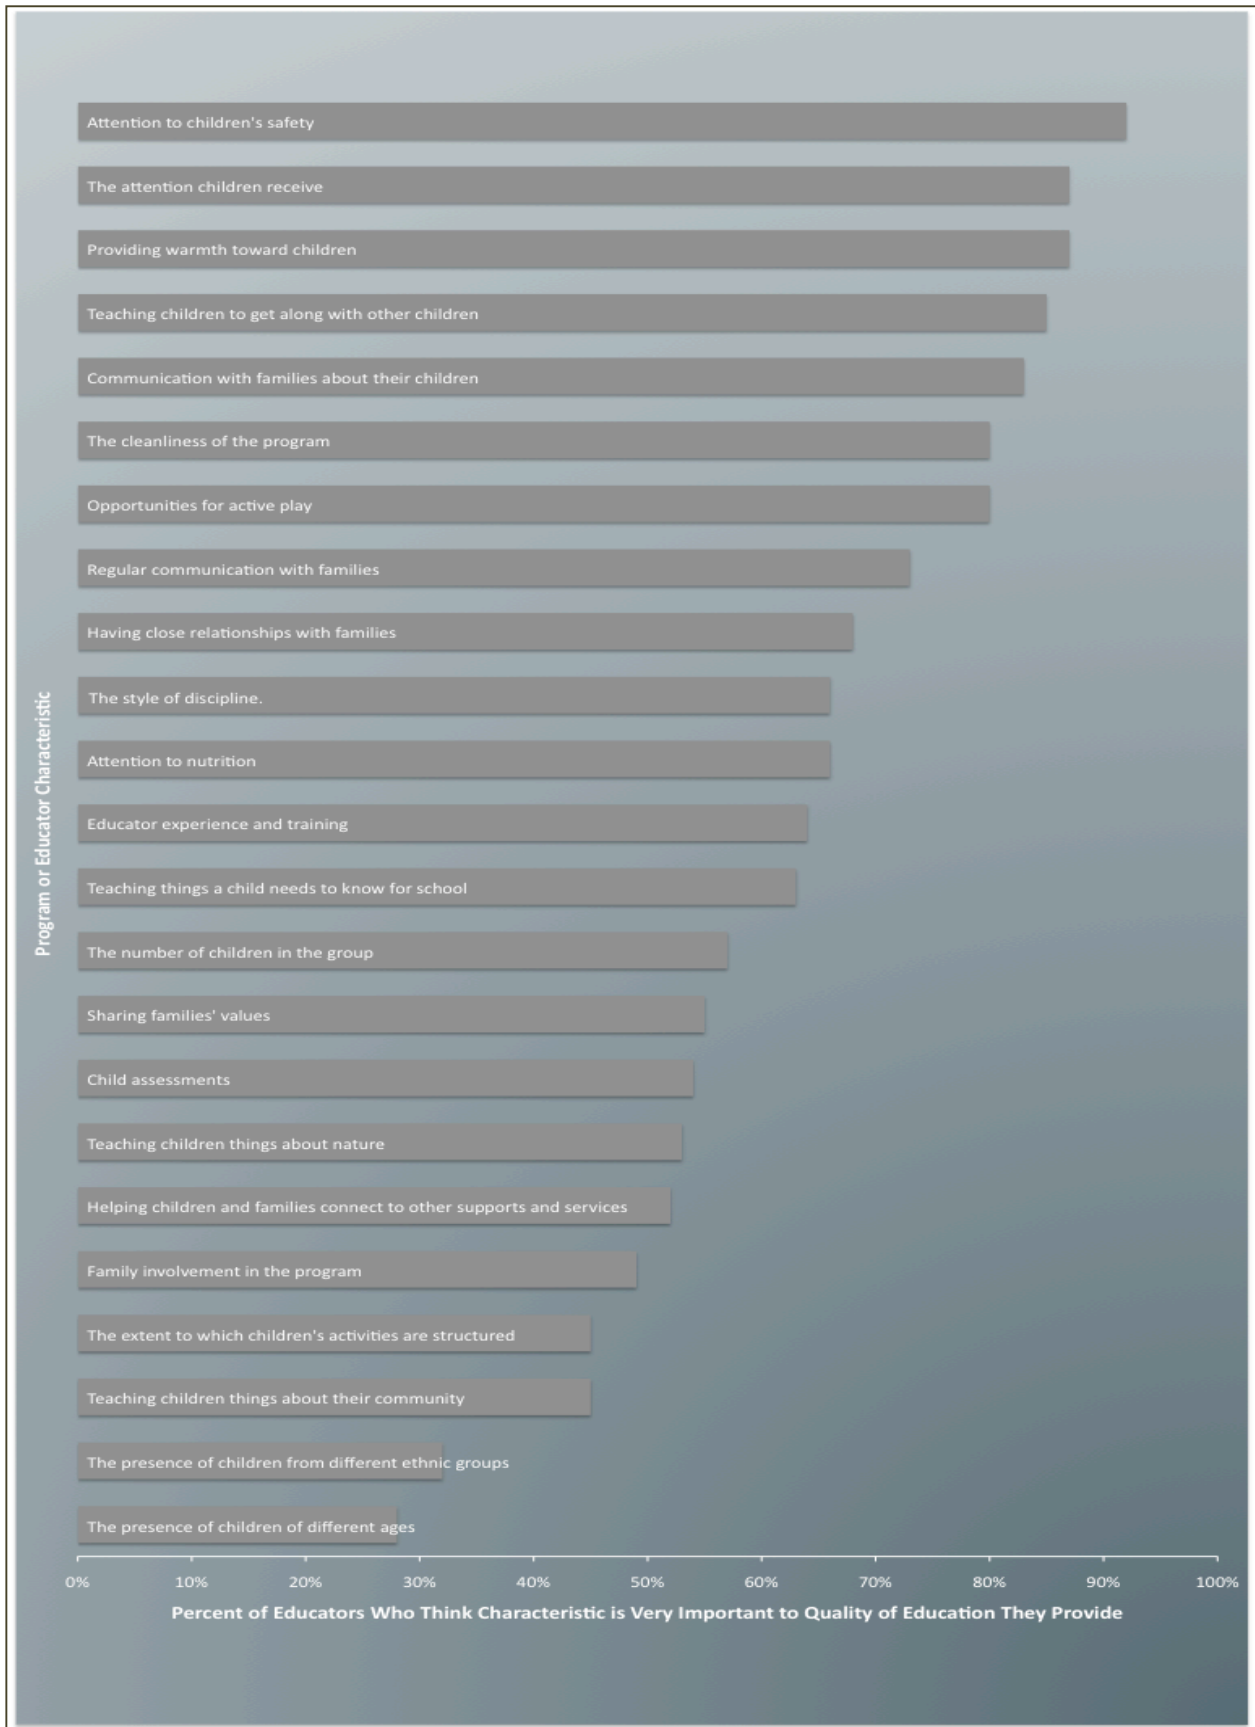 Attention to children's safety
The attention children receive
Providing warmth toward children
Teaching children to get along with other children
Communication with families about their children
The cleanliness of the program
Opportunities for active play
Regular communication with families
Having close relationships with families
The style of discipline.
Attention to nutrition
Educator experience and training
Teaching things a child needs to know for school
The number of children in the group
Sharing families' values
Child assessments
Teaching children things about nature
Helping children and families connect to other supports and services
Family involvement in the program
The extent to which children's activities are structured
Teaching children things about their community
The presence of children from different ethnic groups
The presence of children of different ages
Program or Educator Characteristic
0% 10% 20% 30% 40% 50% 60% 70% 80% 90% 100%
Percent of Educators Who Think Characteristic is Very Important to Quality of Education They Provide